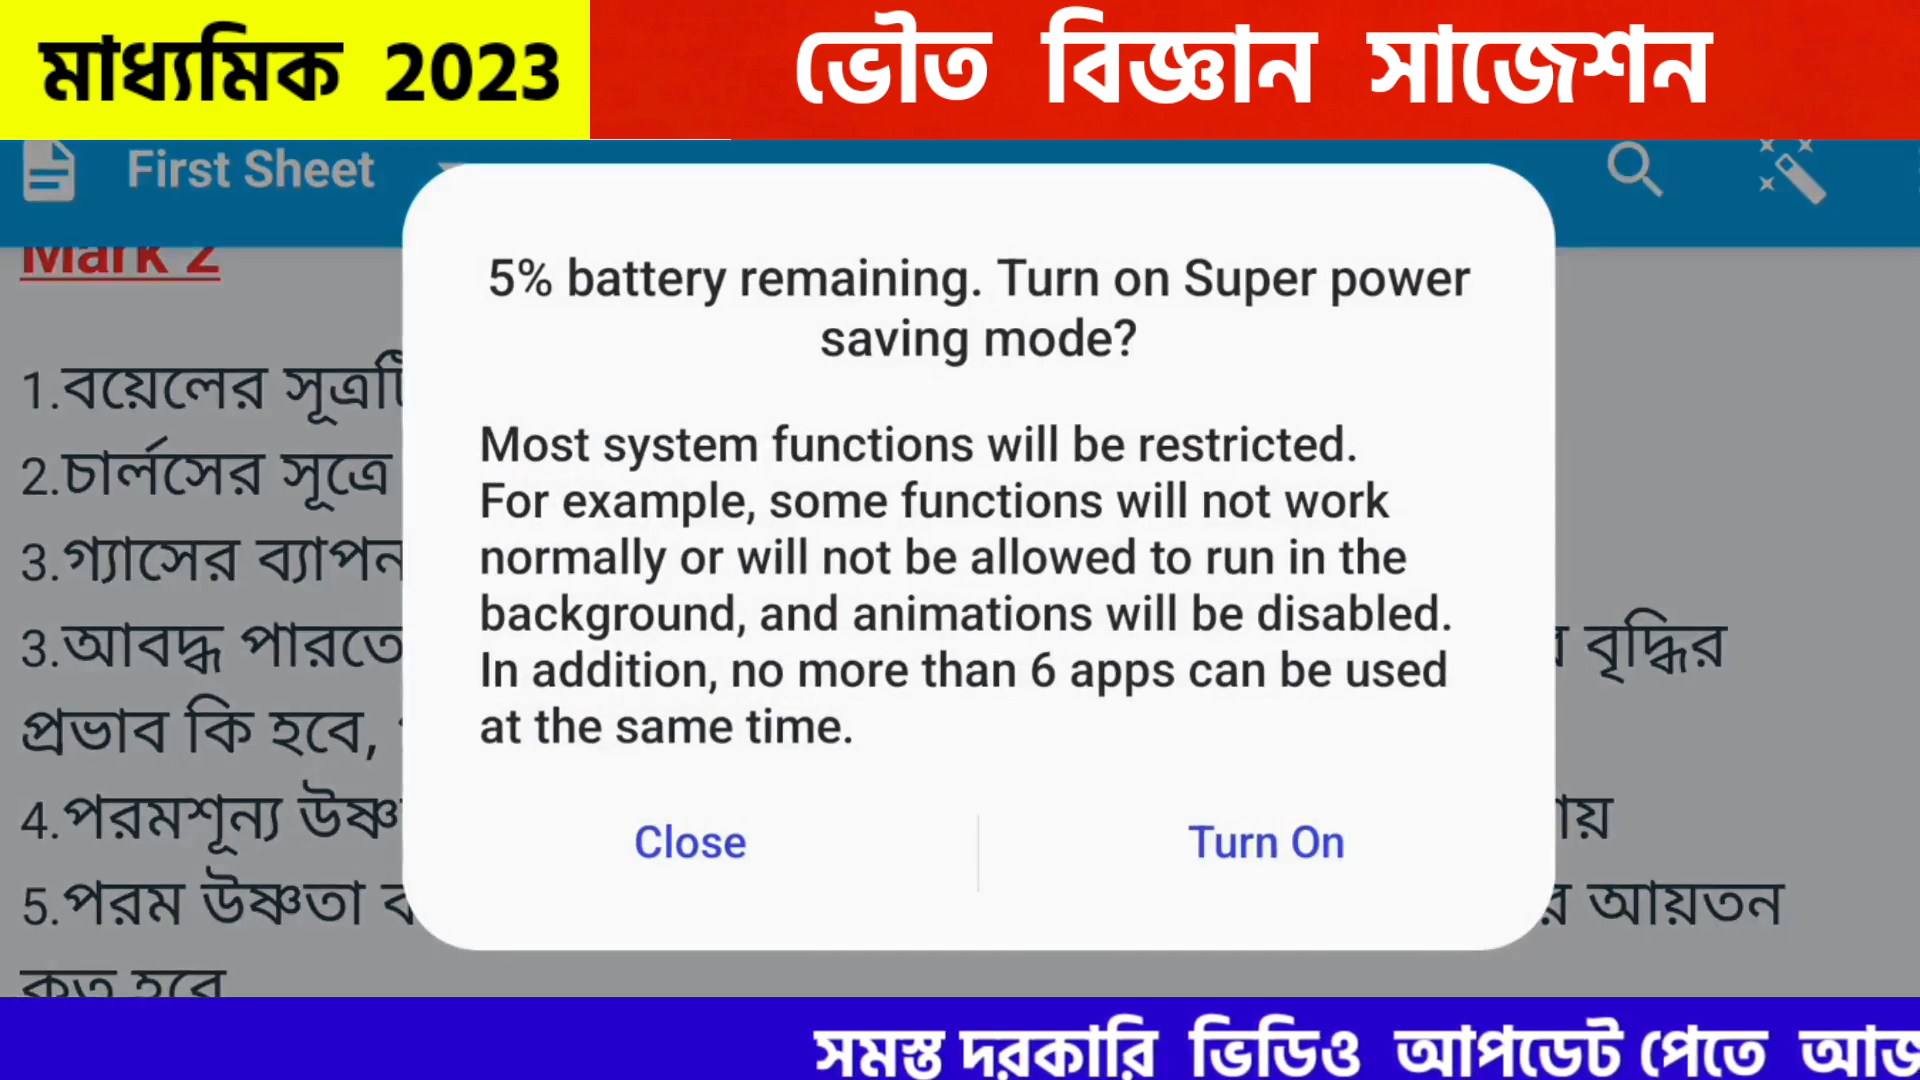 মাধ্যমিক 2023
ভৌত বিজ্ঞান সাজেশন
First Sheet
Mark 2
5% battery remaining. Turn on Super power
saving mode?
Most system functions will be restricted.
For example, some functions will not work
normally or will not be allowed to run in the
background, and animations will be disabled.
In addition, no more than 6 apps can be used
at the same time.
Close
Turn On
1.বয়েলের সূত্রটি
2.চার্লসের সূত্রে
3.গ্যাসের ব্যাপন
3.আবদ্ধ পারতে বৃদ্ধির
প্রভাব কি হবে,
4.পরমশূন্য
5.পরম উষ্ণতা আয়তন
কত হবে
সমস্ত দরকারি ভিডিও আপডেট পেতে